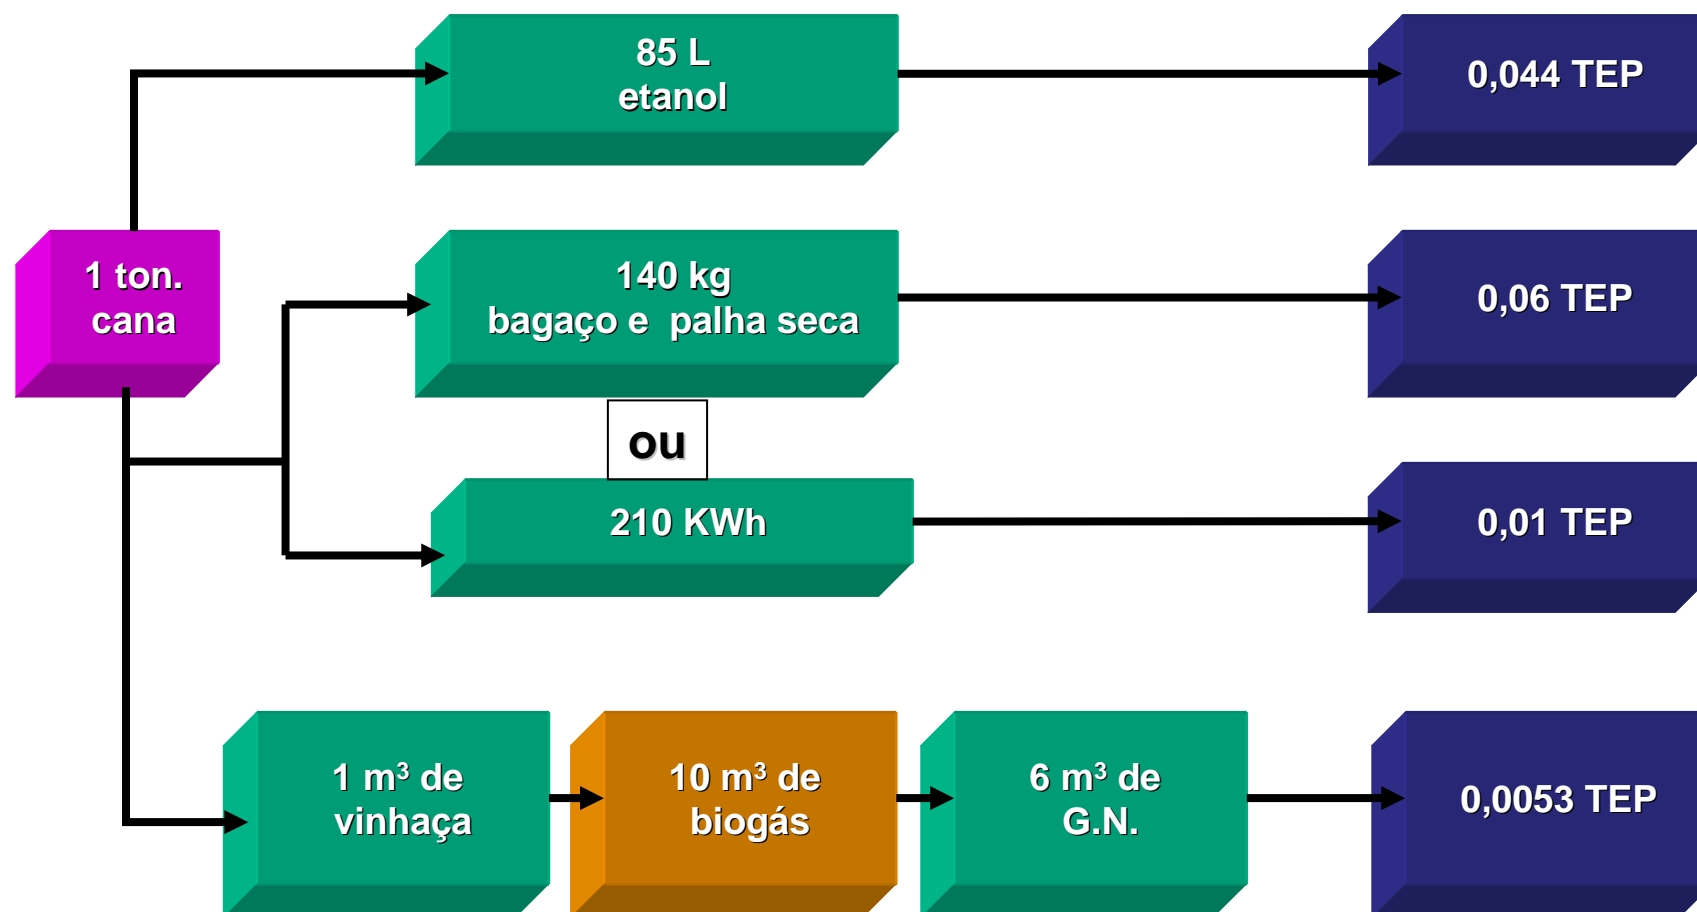 85 L
etanol
0,044 TEP
1 ton.
cana
140 kg
bagaço e  palha seca
0,06 TEP
ou
210 KWh
0,01 TEP
1 m³ de
vinhaça
10 m³ de
biogás
6 m³ de
G.N.
0,0053 TEP